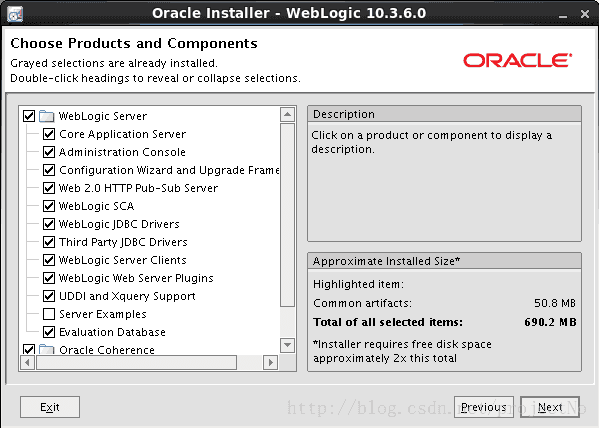 Oracle Installer - WebLogic 10.3.6.0
Choose Products and Components
Grayed selections are already installed.
Double-click headings to reveal or collapse selections.
ORACLE
WebLogic Server
Core Application Server
Administration Console
Configuration Wizard and Upgrade Frame
Web 2.0 HTTP Pub-Sub Server
WebLogic SCA
WebLogic JDBC Drivers
Third Party JDBC Drivers
WebLogic Server Clients
WebLogic Web Server Plugins
UDDI and Xquery Support
Server Examples
Evaluation Database
Oracle Coherence
Description
Click on a product or component to display a
description.
Approximate Installed Size*
Highlighted item:
Common artifacts: 50.8 MB
Total of all selected items: 690.2 MB
*Installer requires free disk space
approximately 2x this total
Exit
Previous
Next